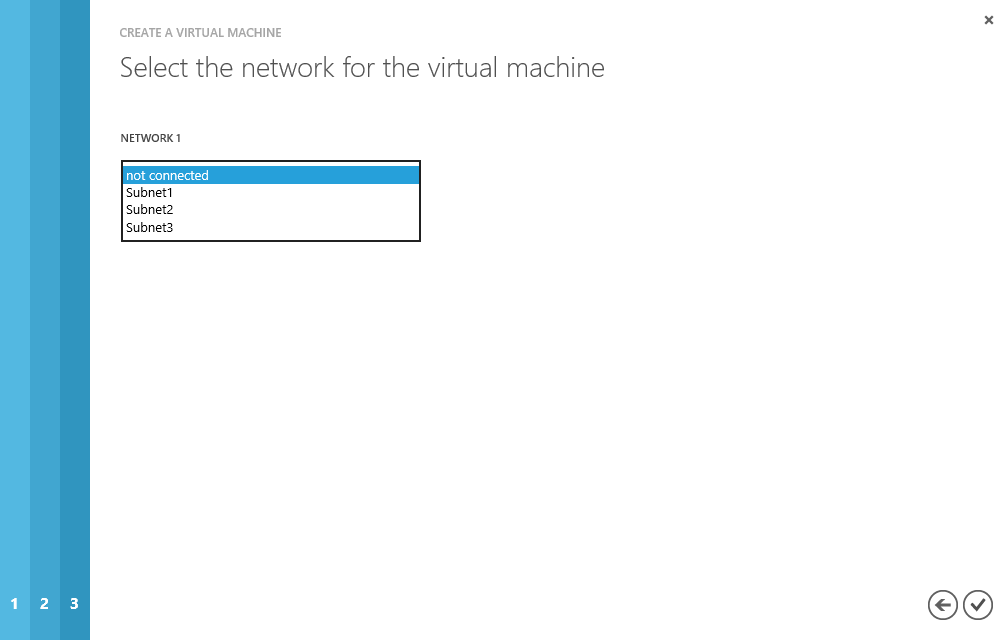 CREATE A VIRTUAL MACHINE
Select the network for the virtual machine
NETWORK 1
not connected
Subnet1
Subnet2
Subnet3
1 2 3